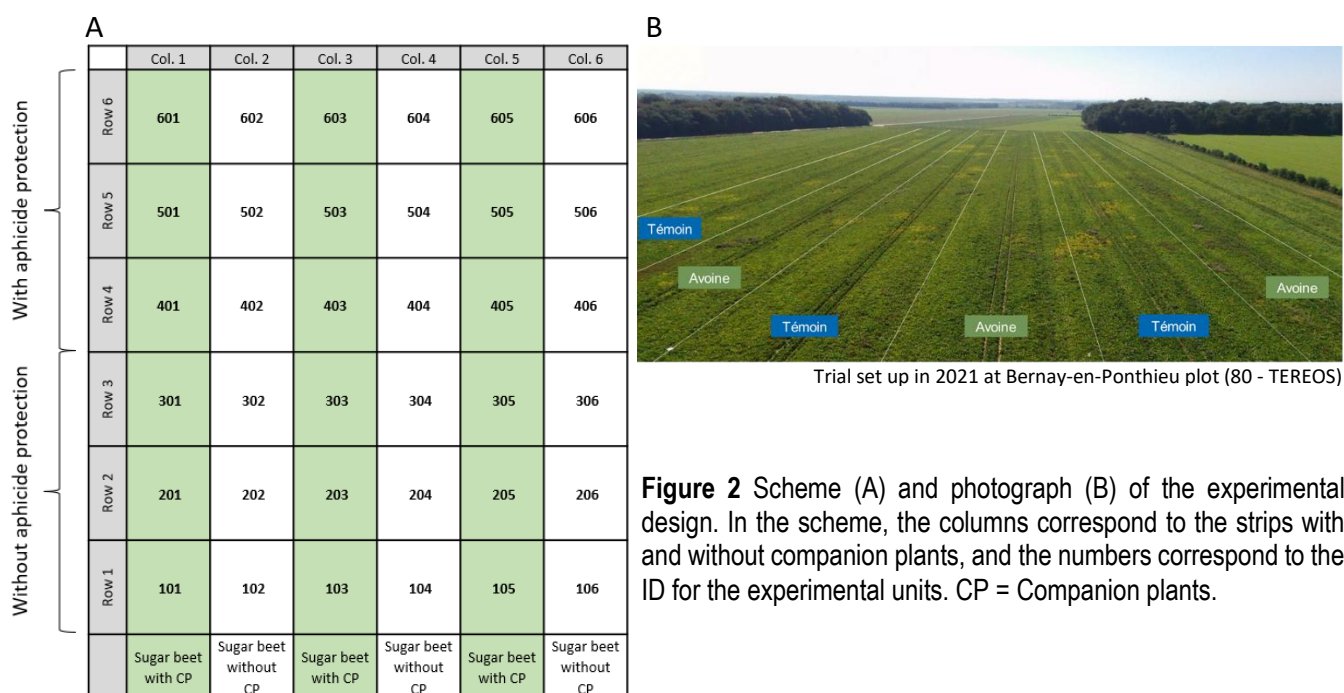 A
Col. 1 Col. 2 Col. 3 Col. 4 Col. 5 Col. 6
With aphicide protection
Row 6 601 602 603 604 605 606
Row 5 501 502 503 504 505 506
Row 4 401 402 403 404 405 406
Without aphicide protection
Row 3 301 302 303 304 305 306
Row 2 201 202 203 204 205 206
Row 1 101 102 103 104 105 106
Sugar beet
with CP
Sugar beet
without
CP
Sugar beet
with CP
Sugar beet
without
CP
Sugar beet
with CP
Sugar beet
without
CP
B
Témoin
Avoine
Témoin
Avoine
Témoin
Avoine
Trial set up in 2021 at Bernay-en-Ponthieu plot (80 - TEREOS)
Figure 2 Scheme (A) and photograph (B) of the experimental
design. In the scheme, the columns correspond to the strips with
and without companion plants, and the numbers correspond to the
ID for the experimental units. CP = Companion plants.